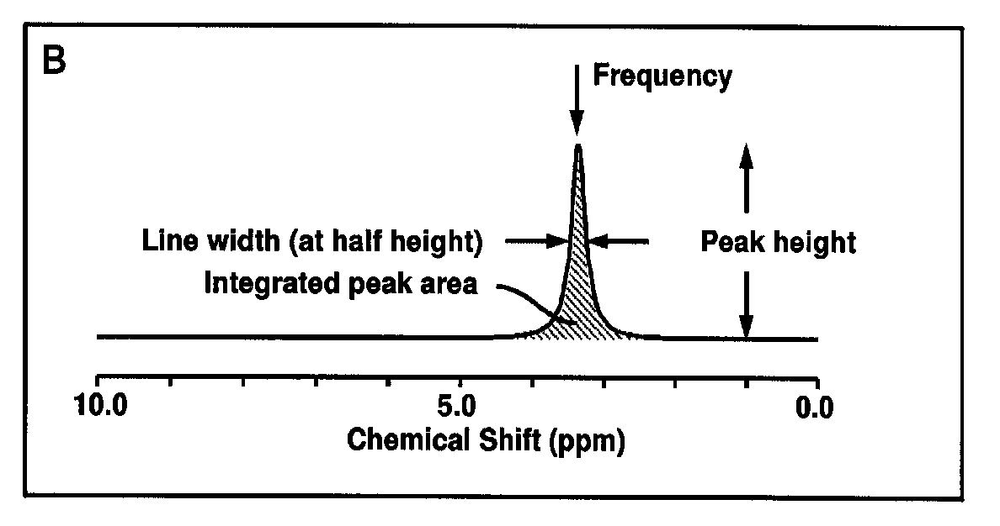 B
Frequency
Line width (at half height)
Peak height
Integrated peak area
10.0 5.0 0.0
Chemical Shift (ppm)